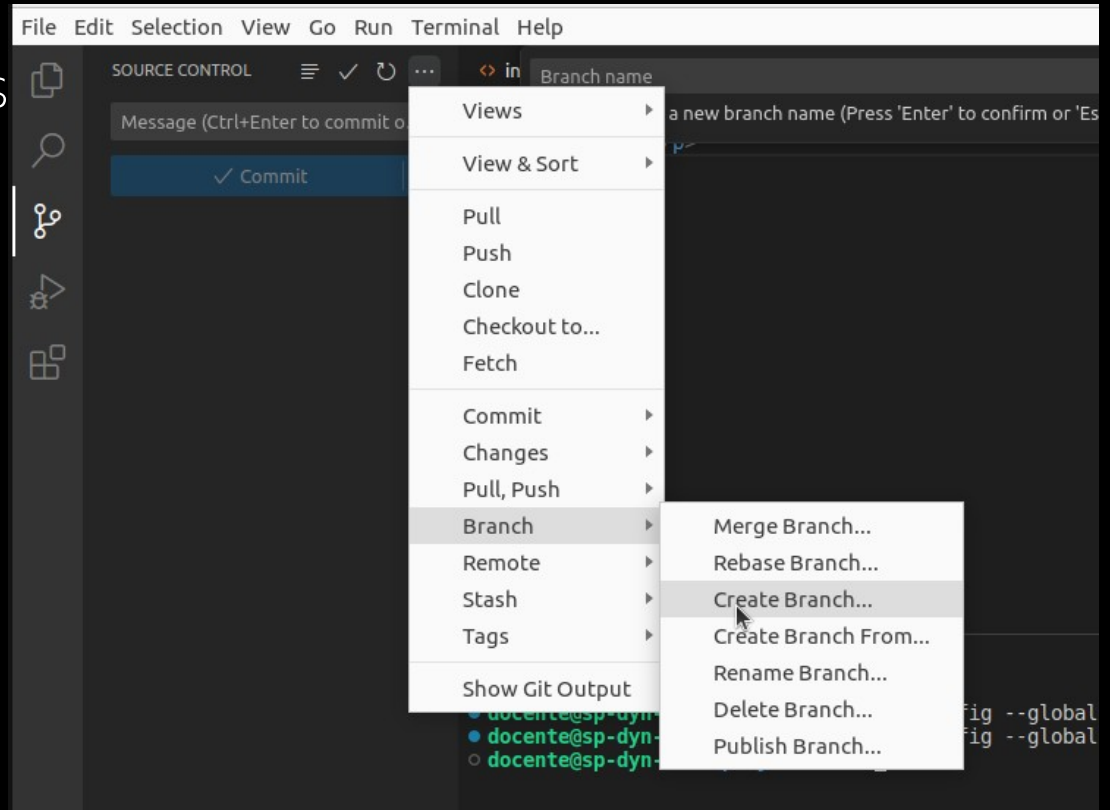 File Edit Selection View Go Run Terminal Help
s
SOURCE CONTROL
in
Branch name
a new branch name (Press 'Enter' to confirm or 'Es
Message (Ctrl+Enter to commit o
p>
Commit
Views
View & Sort
Pull
Push
Clone
Checkout to...
Fetch
Commit
Changes
Pull, Push
Branch
Remote
Stash
Tags
Show Git Output
Merge Branch...
Rebase Branch...
Create Branch...
Create Branch From...
Rename Branch...
Delete Branch...
Publish Branch...
docente@sp-dyn- fig --global
docente@sp-dyn- fig --global
docente@sp-dyn-